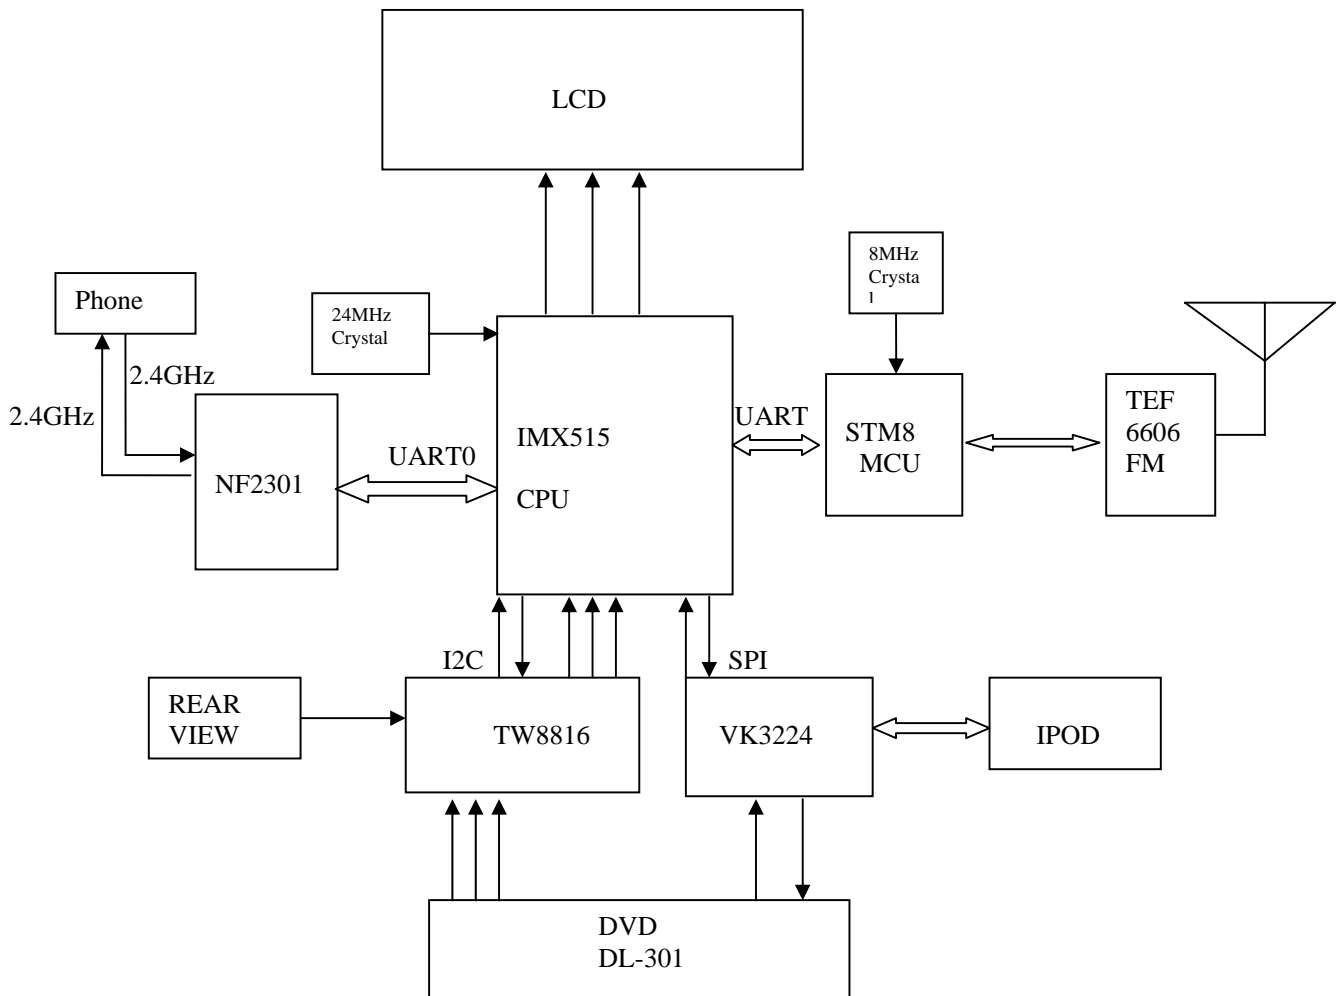 LCD
8MHz
Crysta
l
Phone
24MHz
Crystal
2.4GHz
2.4GHz
NF2301
UART0
IMX515
CPU
UART
STM8
MCU
TEF
6606
FM
I2C
SPI
REAR
VIEW
TW8816
VK3224
IPOD
DVD
DL-301